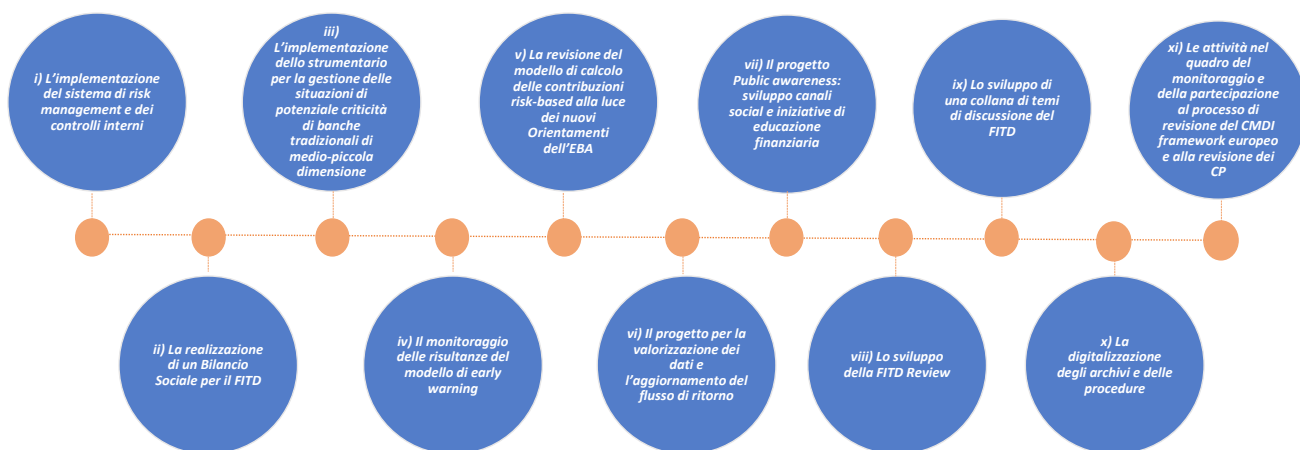 i) L'implementazione
del sistema di risk
management e dei
controlli interni
ii) La realizzazione
di un Bilancio
Sociale per il FITD
iii)
L'implementazione
dello strumentario
per la gestione delle
situazioni di
potenziale criticità
di banche
tradizionali di
medio-piccola
dimensione
iv) Il monitoraggio
delle risultanze del
modello di early
warning
v) La revisione del
modello di calcolo
delle contribuzioni
risk-based alla luce
dei nuovi
Orientamenti
dell'EBA
vi) Il progetto per la
valorizzazione dei
dati e
l'aggiornamento del
flusso di ritorno
vii) Il progetto
Public awareness:
sviluppo canali
social e iniziative di
educazione
finanziaria
viii) Lo sviluppo
della FITD Review
ix) Lo sviluppo di
una collana di temi
di discussione del
FITD
x) La
digitalizzazione
degli archivi e delle
procedure
xi) Le attività nel
quadro del
monitoraggio e
della partecipazione
al processo di
revisione del CMDI
framework europeo
e alla revisione dei
CP